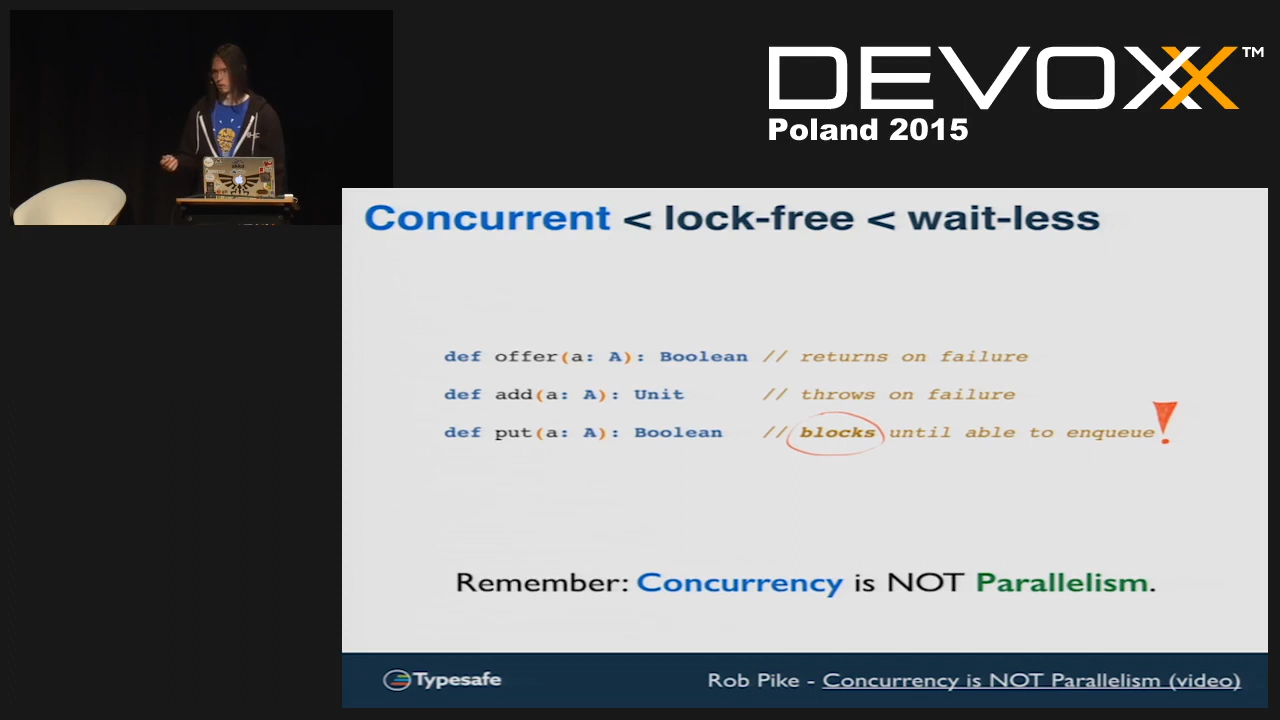 DEVOXX™
Poland 2015
Concurrent < lock-free < wait-less
def offer(a: A): Boolean // returns on failure
def add(a: A): Unit // throws on failure
def put(a: A): Boolean // blocks until able to enqueue!
Remember: Concurrency is NOT Parallelism.
Typesafe
Rob Pike - Concurrency is NOT Parallelism (video)